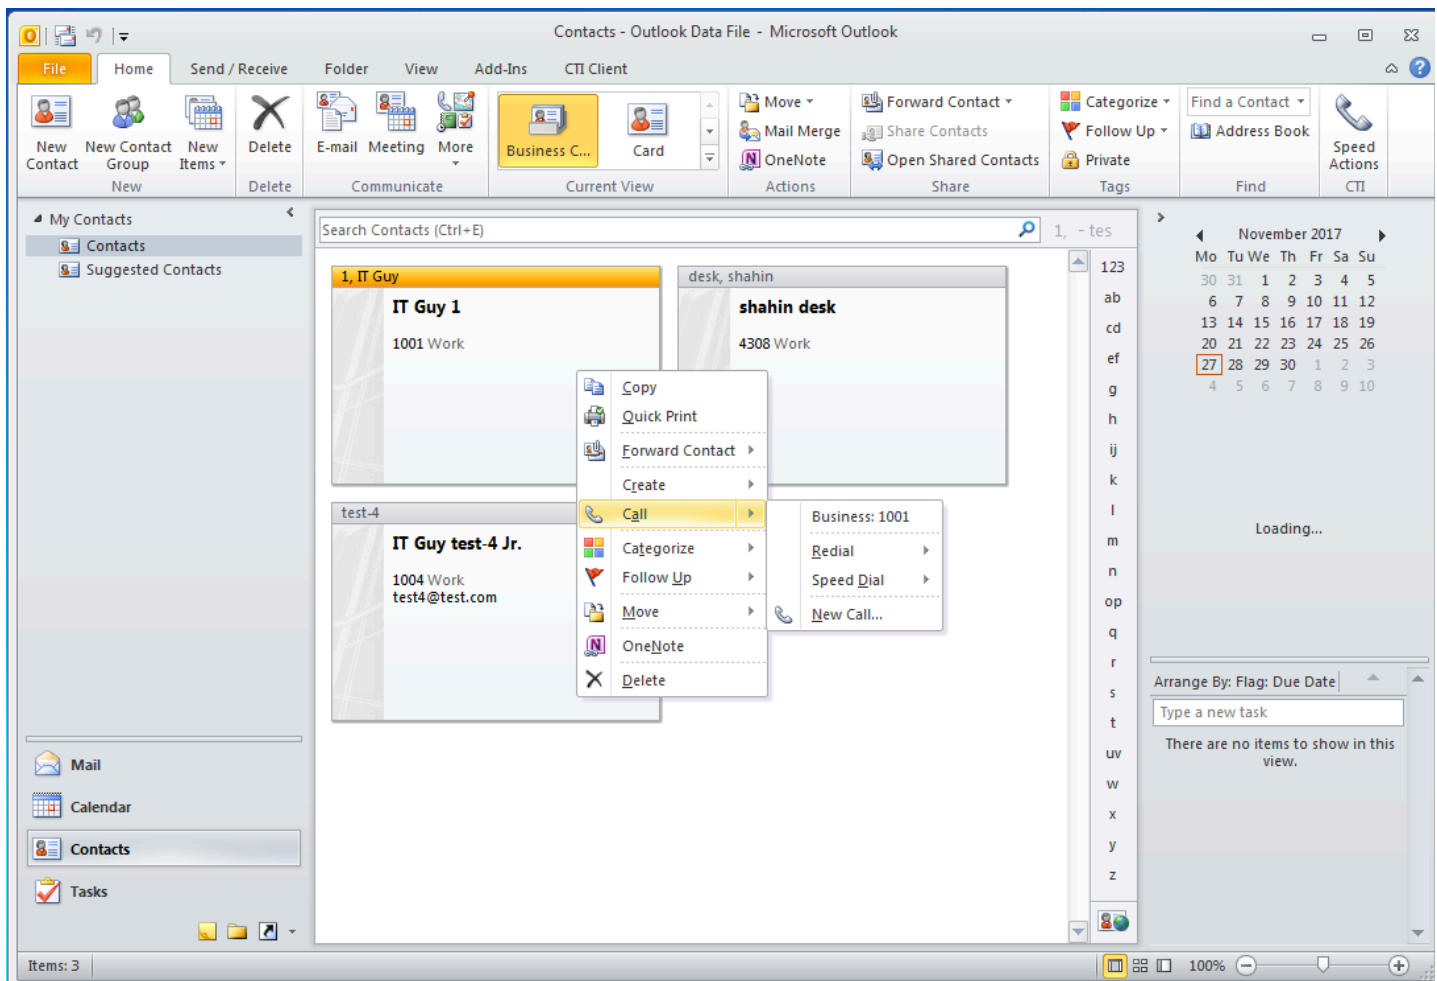 Contacts - Outlook Data File - Microsoft Outlook
File Home Send / Receive Folder View Add-Ins CTI Client
New Contact
New Contact Group
New Items
New
Delete
Delete
E-mail Meeting More
Communicate
Business C... Card
Current View
Move
Mail Merge
OneNote
Actions
Forward Contact
Share Contacts
Open Shared Contacts
Share
Categorize
Follow Up
Private
Tags
Find a Contact
Address Book
Find
Speed Actions
CTI
My Contacts
Contacts
Suggested Contacts
Search Contacts (Ctrl+E)
1, - tes
1, IT Guy
IT Guy 1
1001 Work
desk, shahin
shahin desk
4308 Work
test-4
IT Guy test-4 Jr.
1004 Work
test4@test.com
Copy
Quick Print
Forward Contact
Create
Call
Categorize
Follow Up
Move
OneNote
Delete
Business: 1001
Redial
Speed Dial
New Call...
123
ab
cd
ef
g
h
ij
k
l
m
n
op
q
r
s
t
uv
w
x
y
z
November 2017
Mo Tu We Th Fr Sa Su
30 31 1 2 3 4 5
6 7 8 9 10 11 12
13 14 15 16 17 18 19
20 21 22 23 24 25 26
27 28 29 30 1 2 3
4 5 6 7 8 9 10
Loading...
Arrange By: Flag: Due Date
Type a new task
There are no items to show in this
view.
Mail
Calendar
Contacts
Tasks
Items: 3
100%